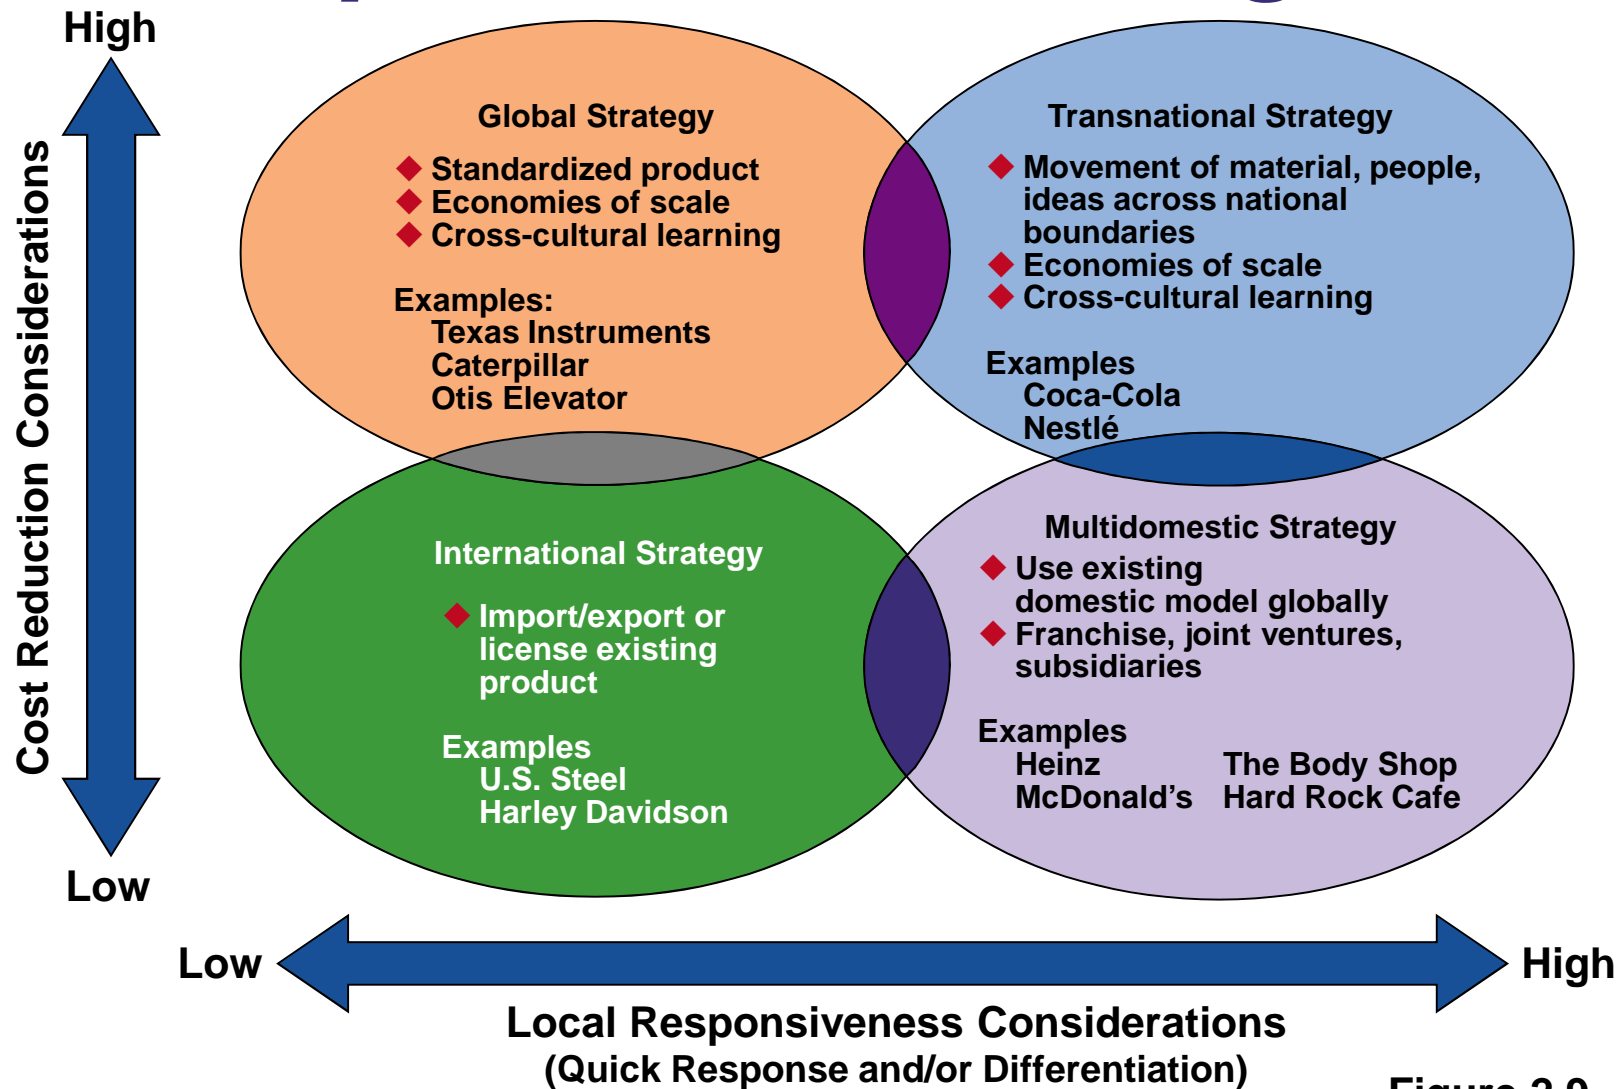 High
Cost Reduction Considerations
Low
Global Strategy
Standardized product
Economies of scale
Cross-cultural learning
Examples:
Texas Instruments
Caterpillar
Otis Elevator
Transnational Strategy
Movement of material, people,
ideas across national
boundaries
Economies of scale
Cross-cultural learning
Examples
Coca-Cola
Nestlé
International Strategy
Import/export or
license existing
product
Examples
U.S. Steel
Harley Davidson
Multidomestic Strategy
Use existing
domestic model globally
Franchise, joint ventures,
subsidiaries
Examples
Heinz The Body Shop
McDonald’s Hard Rock Cafe
Low High
Local Responsiveness Considerations
(Quick Response and/or Differentiation)
Figure 2.9